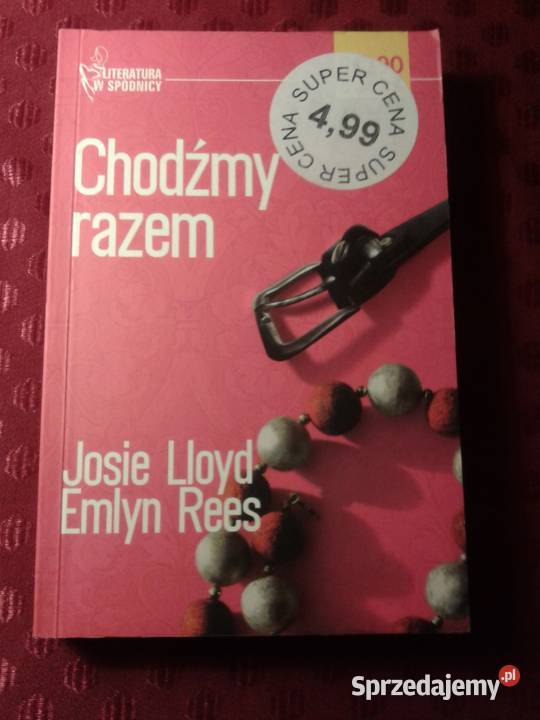 LITERATURA
W SPÓDNICY
SUPER CENA SUPER CENA
4,99
Chodźmy
razem
Josie Lloyd
Emlyn Rees
Sprzedajemy.pl